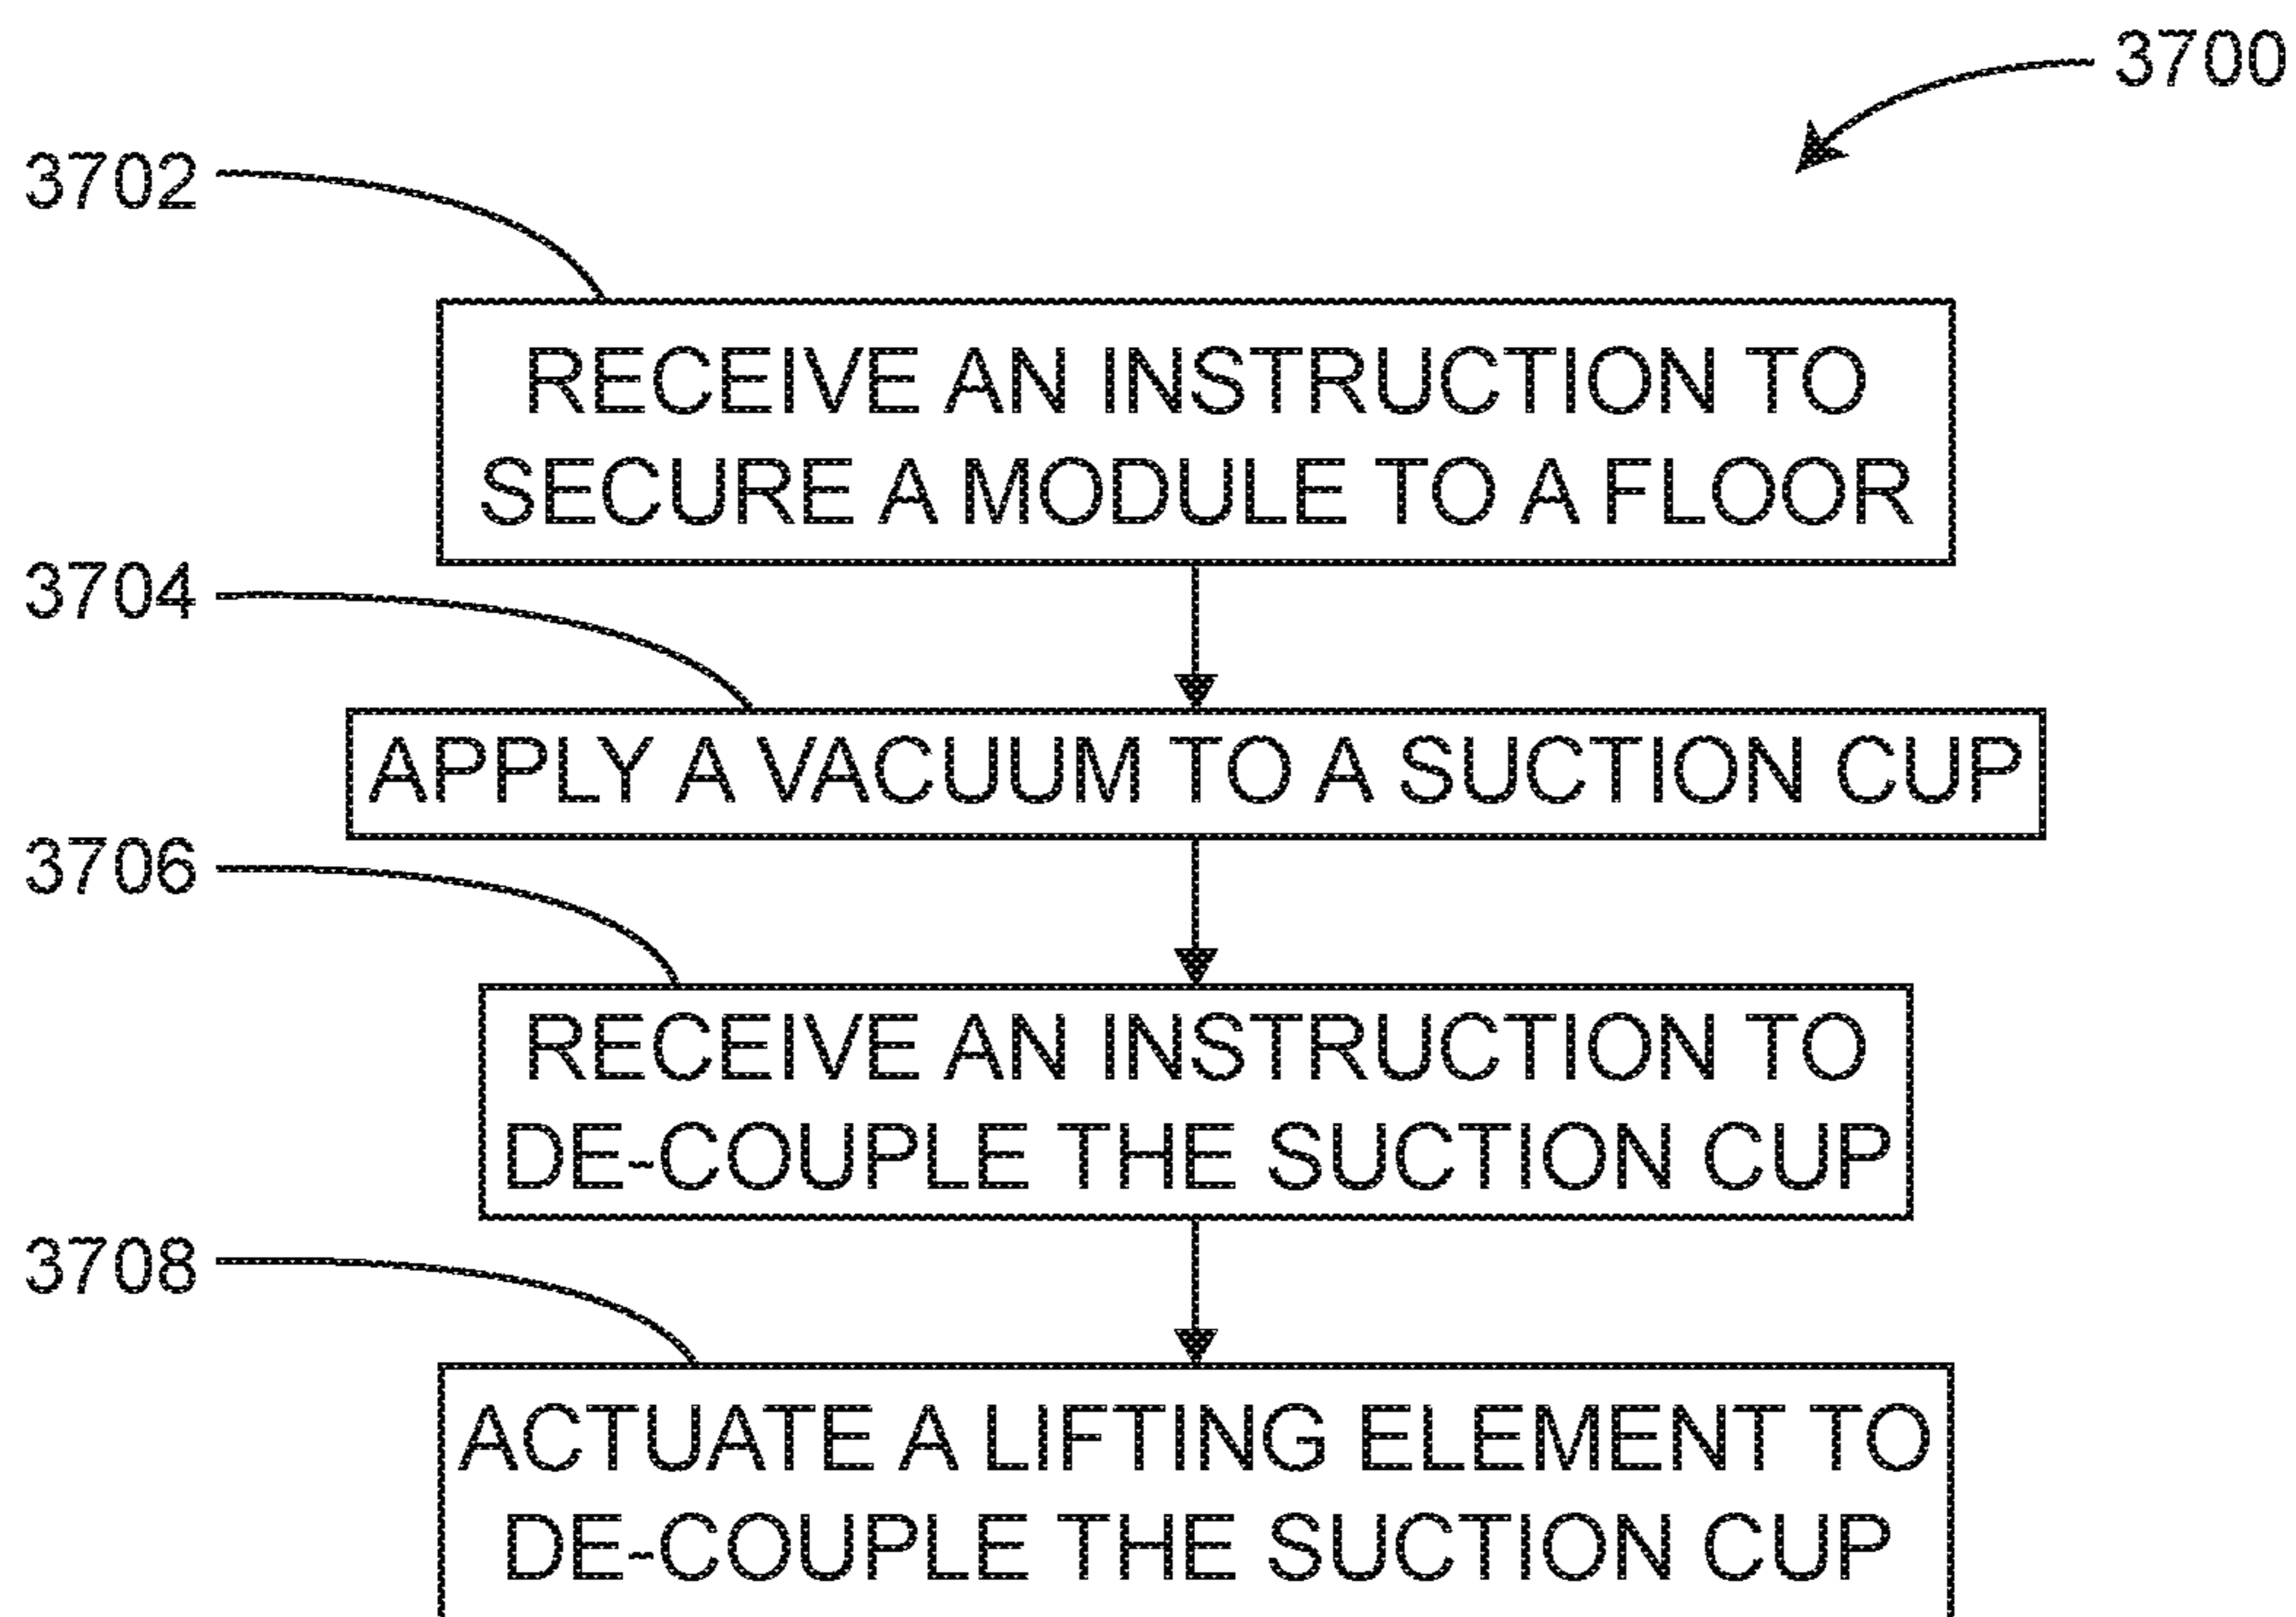 3700
3702
RECEIVE AN INSTRUCTION TO
SECURE A MODULE TO A FLOOR
3704
APPLY A VACUUM TO A SUCTION CUP
3706
RECEIVE AN INSTRUCTION TO
DE-COUPLE THE SUCTION CUP
3708
ACTUATE A LIFTING ELEMENT TO
DE-COUPLE THE SUCTION CUP